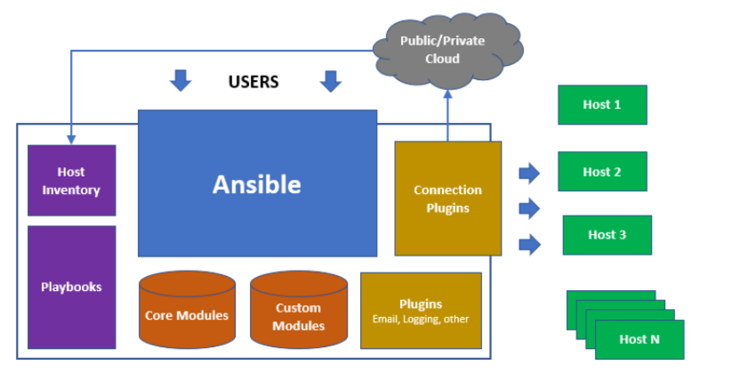 Public/Private
Cloud
USERS
Host 1
Host
Inventory
Ansible
Connection
Plugins
Host 2
Host 3
Playbooks
Core Modules
Custom
Modules
Plugins
Email, Logging, other
Host N